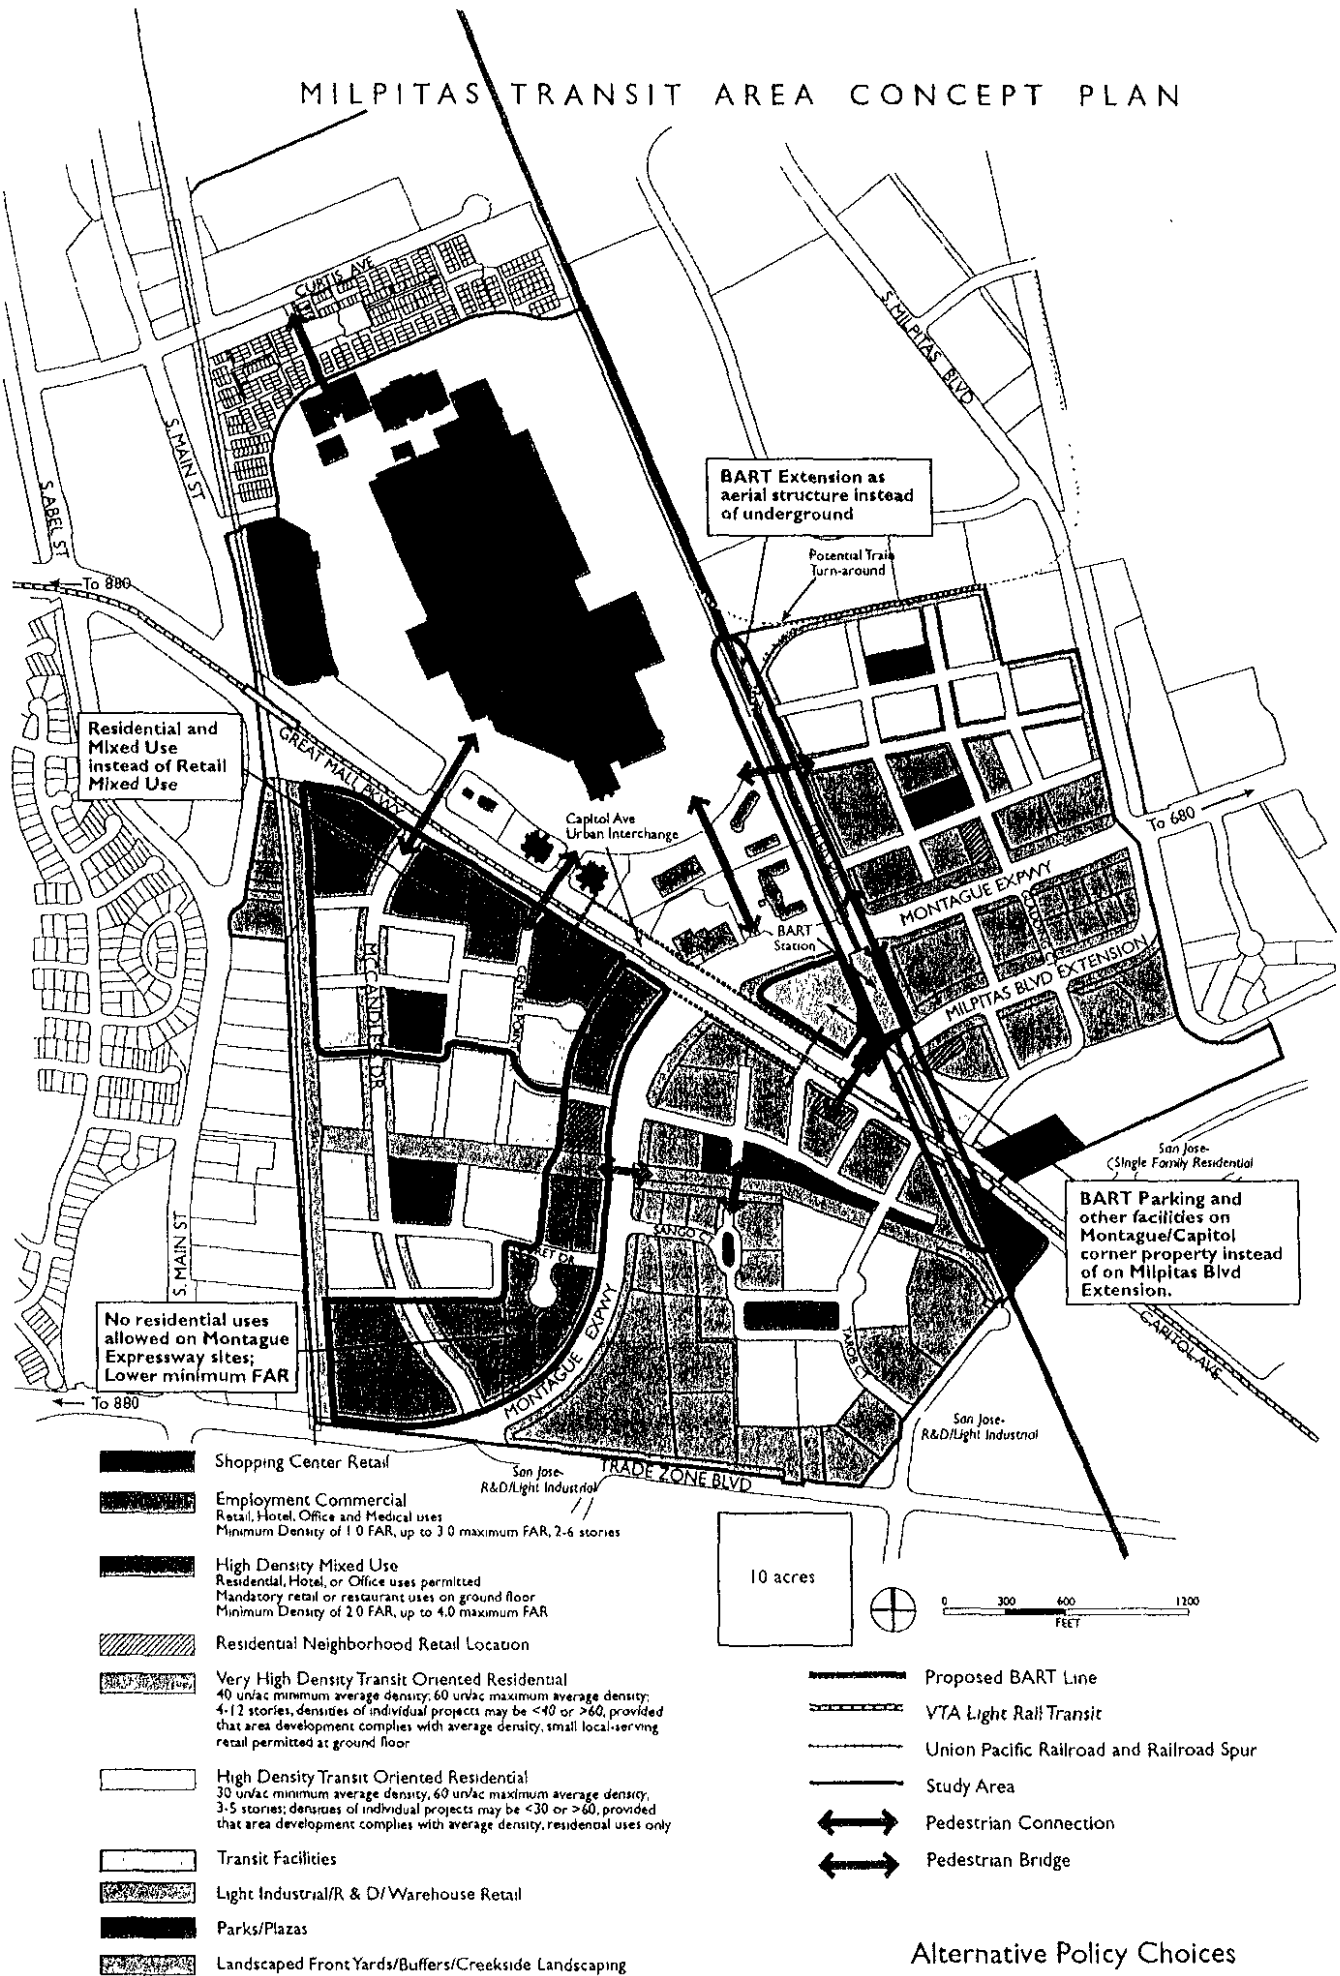 MILPITAS TRANSIT AREA CONCEPT PLAN
CURTIS AVE
S. MILPITAS BLVD
S. MAIN ST
S. ABEL ST
To 880
BART Extension as
aerial structure instead
of underground
Potential Train
Turn-around
Residential and
Mixed Use
instead of Retail
Mixed Use
GREAT MALL PKWY
Capitol Ave
Urban Interchange
To 680
MONTAGUE EXPWY
BART
Station
MILPITAS BLVD EXTENSION
MCCANDLESS DR
San Jose-
Single Family Residential
BART Parking and
other facilities on
Montague/Capitol
corner property instead
of on Milpitas Blvd
Extension.
SANGO CT
S. MAIN ST
No residential uses
allowed on Montague
Expressway sites;
Lower minimum FAR
MONTAGUE EXPWY
TAROB CT
CAPITOL AVE
To 880
San Jose-
R&D/Light Industrial
San Jose-
R&D/Light Industrial
TRADE ZONE BLVD
Shopping Center Retail
Employment Commercial
Retail, Hotel, Office and Medical uses
Minimum Density of 1 0 FAR, up to 3 0 maximum FAR, 2-6 stories
High Density Mixed Use
Residential, Hotel, or Office uses permitted
Mandatory retail or restaurant uses on ground floor
Minimum Density of 2 0 FAR, up to 4.0 maximum FAR
Residential Neighborhood Retail Location
Very High Density Transit Oriented Residential
40 un/ac minimum average density; 60 un/ac maximum average density;
4-12 stories, densities of individual projects may be <40 or >60, provided
that area development complies with average density, small local-serving
retail permitted at ground floor
High Density Transit Oriented Residential
30 un/ac minimum average density, 60 un/ac maximum average density,
3-5 stories; densities of individual projects may be <30 or >60, provided
that area development complies with average density, residential uses only
Transit Facilities
Light Industrial/R & D/Warehouse Retail
Parks/Plazas
Landscaped Front Yards/Buffers/Creekside Landscaping
10 acres
0 300 600 1200
FEET
Proposed BART Line
VTA Light Rail Transit
Union Pacific Railroad and Railroad Spur
Study Area
Pedestrian Connection
Pedestrian Bridge
Alternative Policy Choices